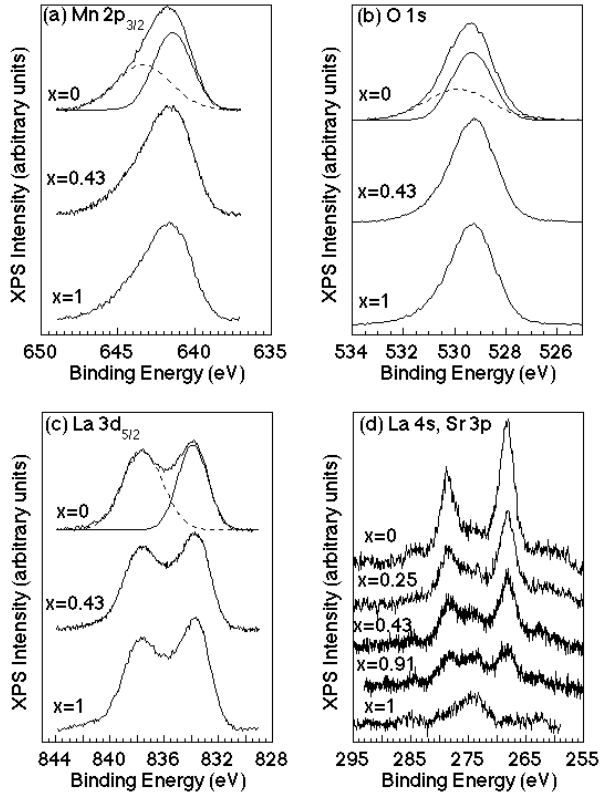 (a) Mn 2p3/2
x=0
x=0.43
x=1
XPS Intensity (arbitrary units)
650 645 640 635
Binding Energy (eV)
(b) O 1s
x=0
x=0.43
x=1
XPS Intensity (arbitrary units)
534 532 530 528 526
Binding Energy (eV)
(c) La 3d5/2
x=0
x=0.43
x=1
XPS Intensity (arbitrary units)
844 840 836 832 828
Binding Energy (eV)
(d) La 4s, Sr 3p
x=0
x=0.25
x=0.43
x=0.91
x=1
XPS Intensity (arbitrary units)
295 285 275 265 255
Binding Energy (eV)